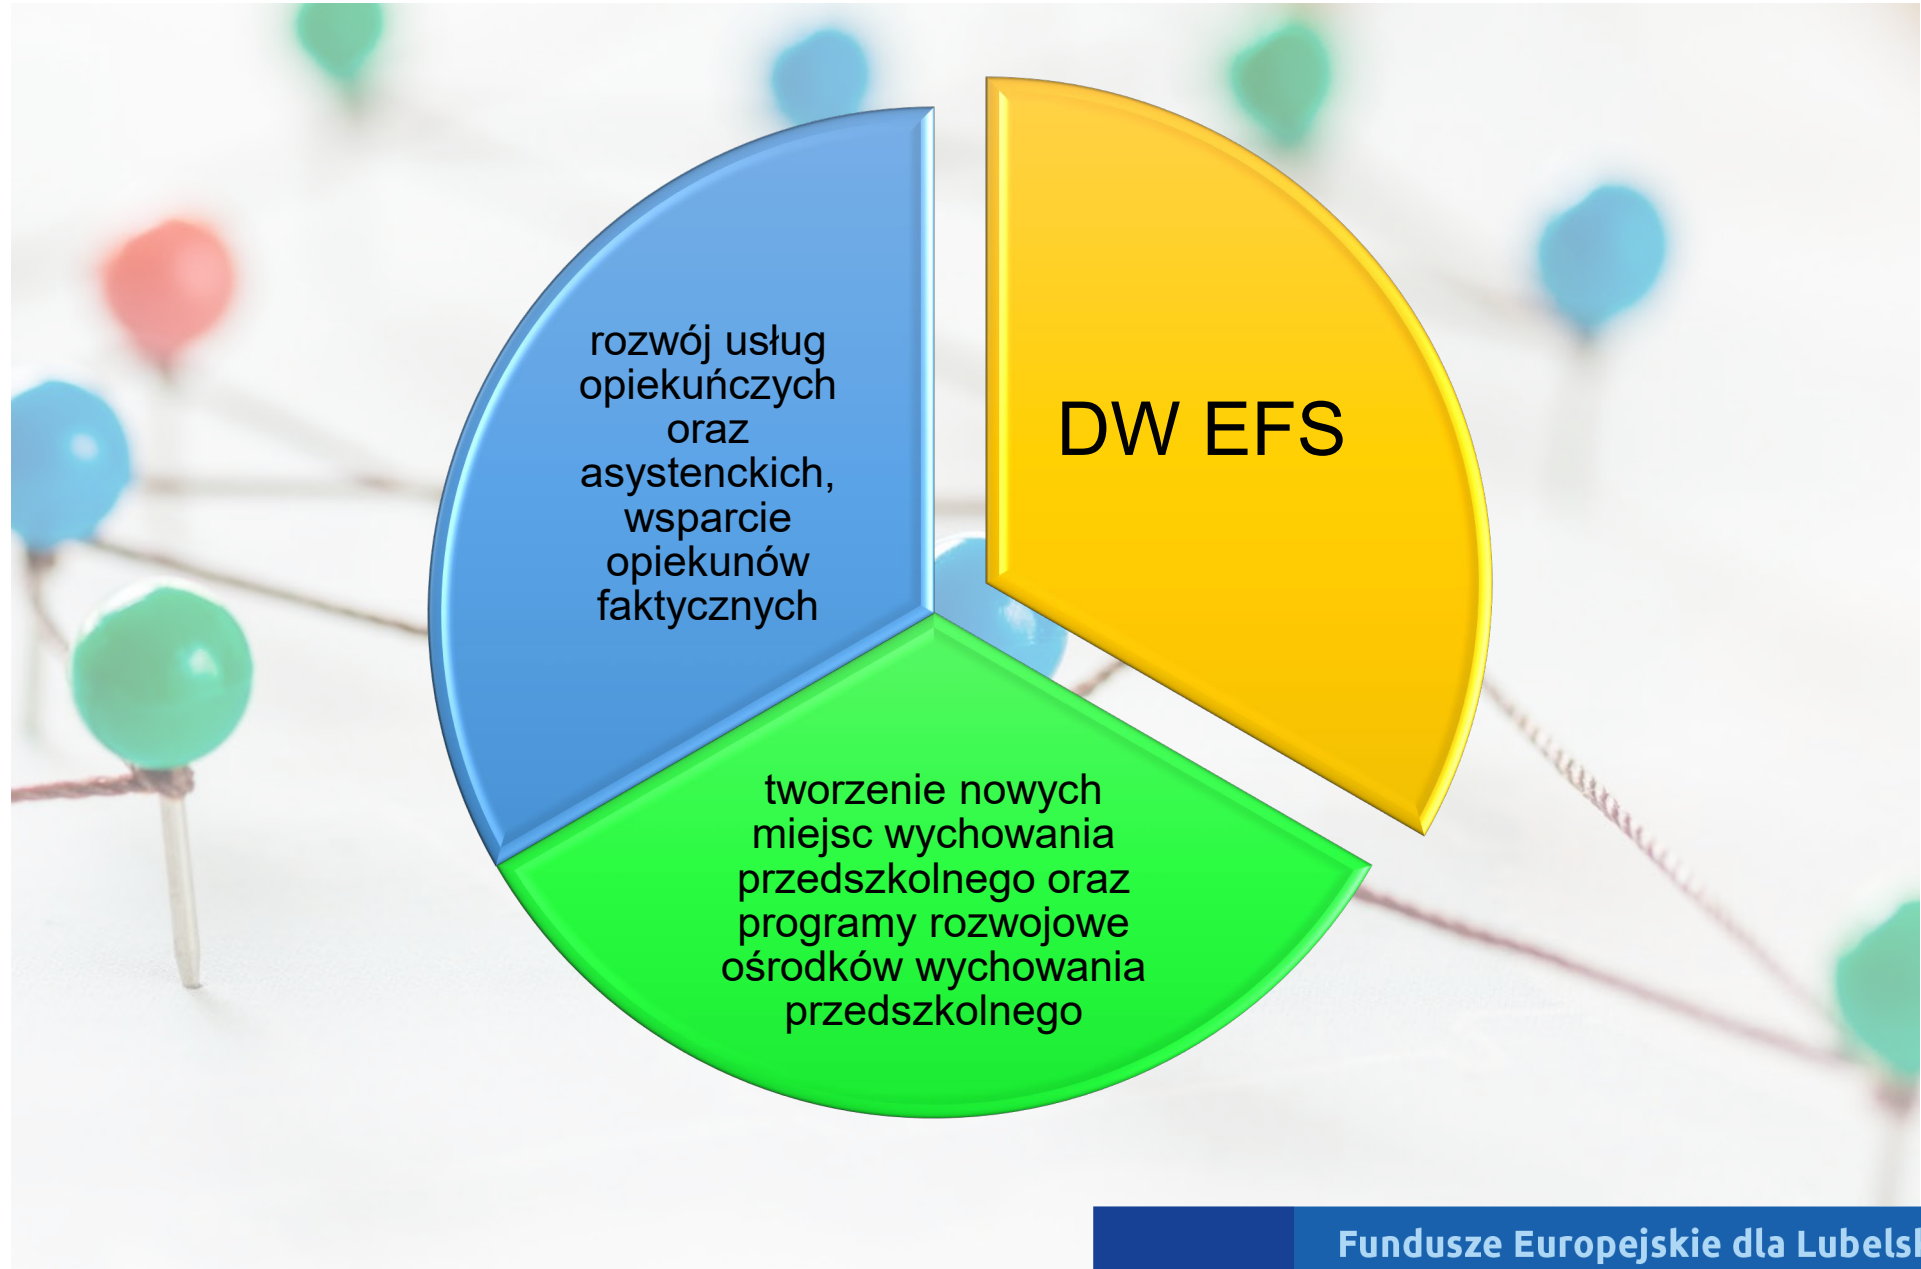 rozwój usług
opiekuńczych
oraz
asystenckich,
wsparcie
opiekunów
faktycznych
DW EFS
tworzenie nowych
miejsc wychowania
przedszkolnego oraz
programy rozwojowe
ośrodków wychowania
przedszkolnego
Fundusze Europejskie dla